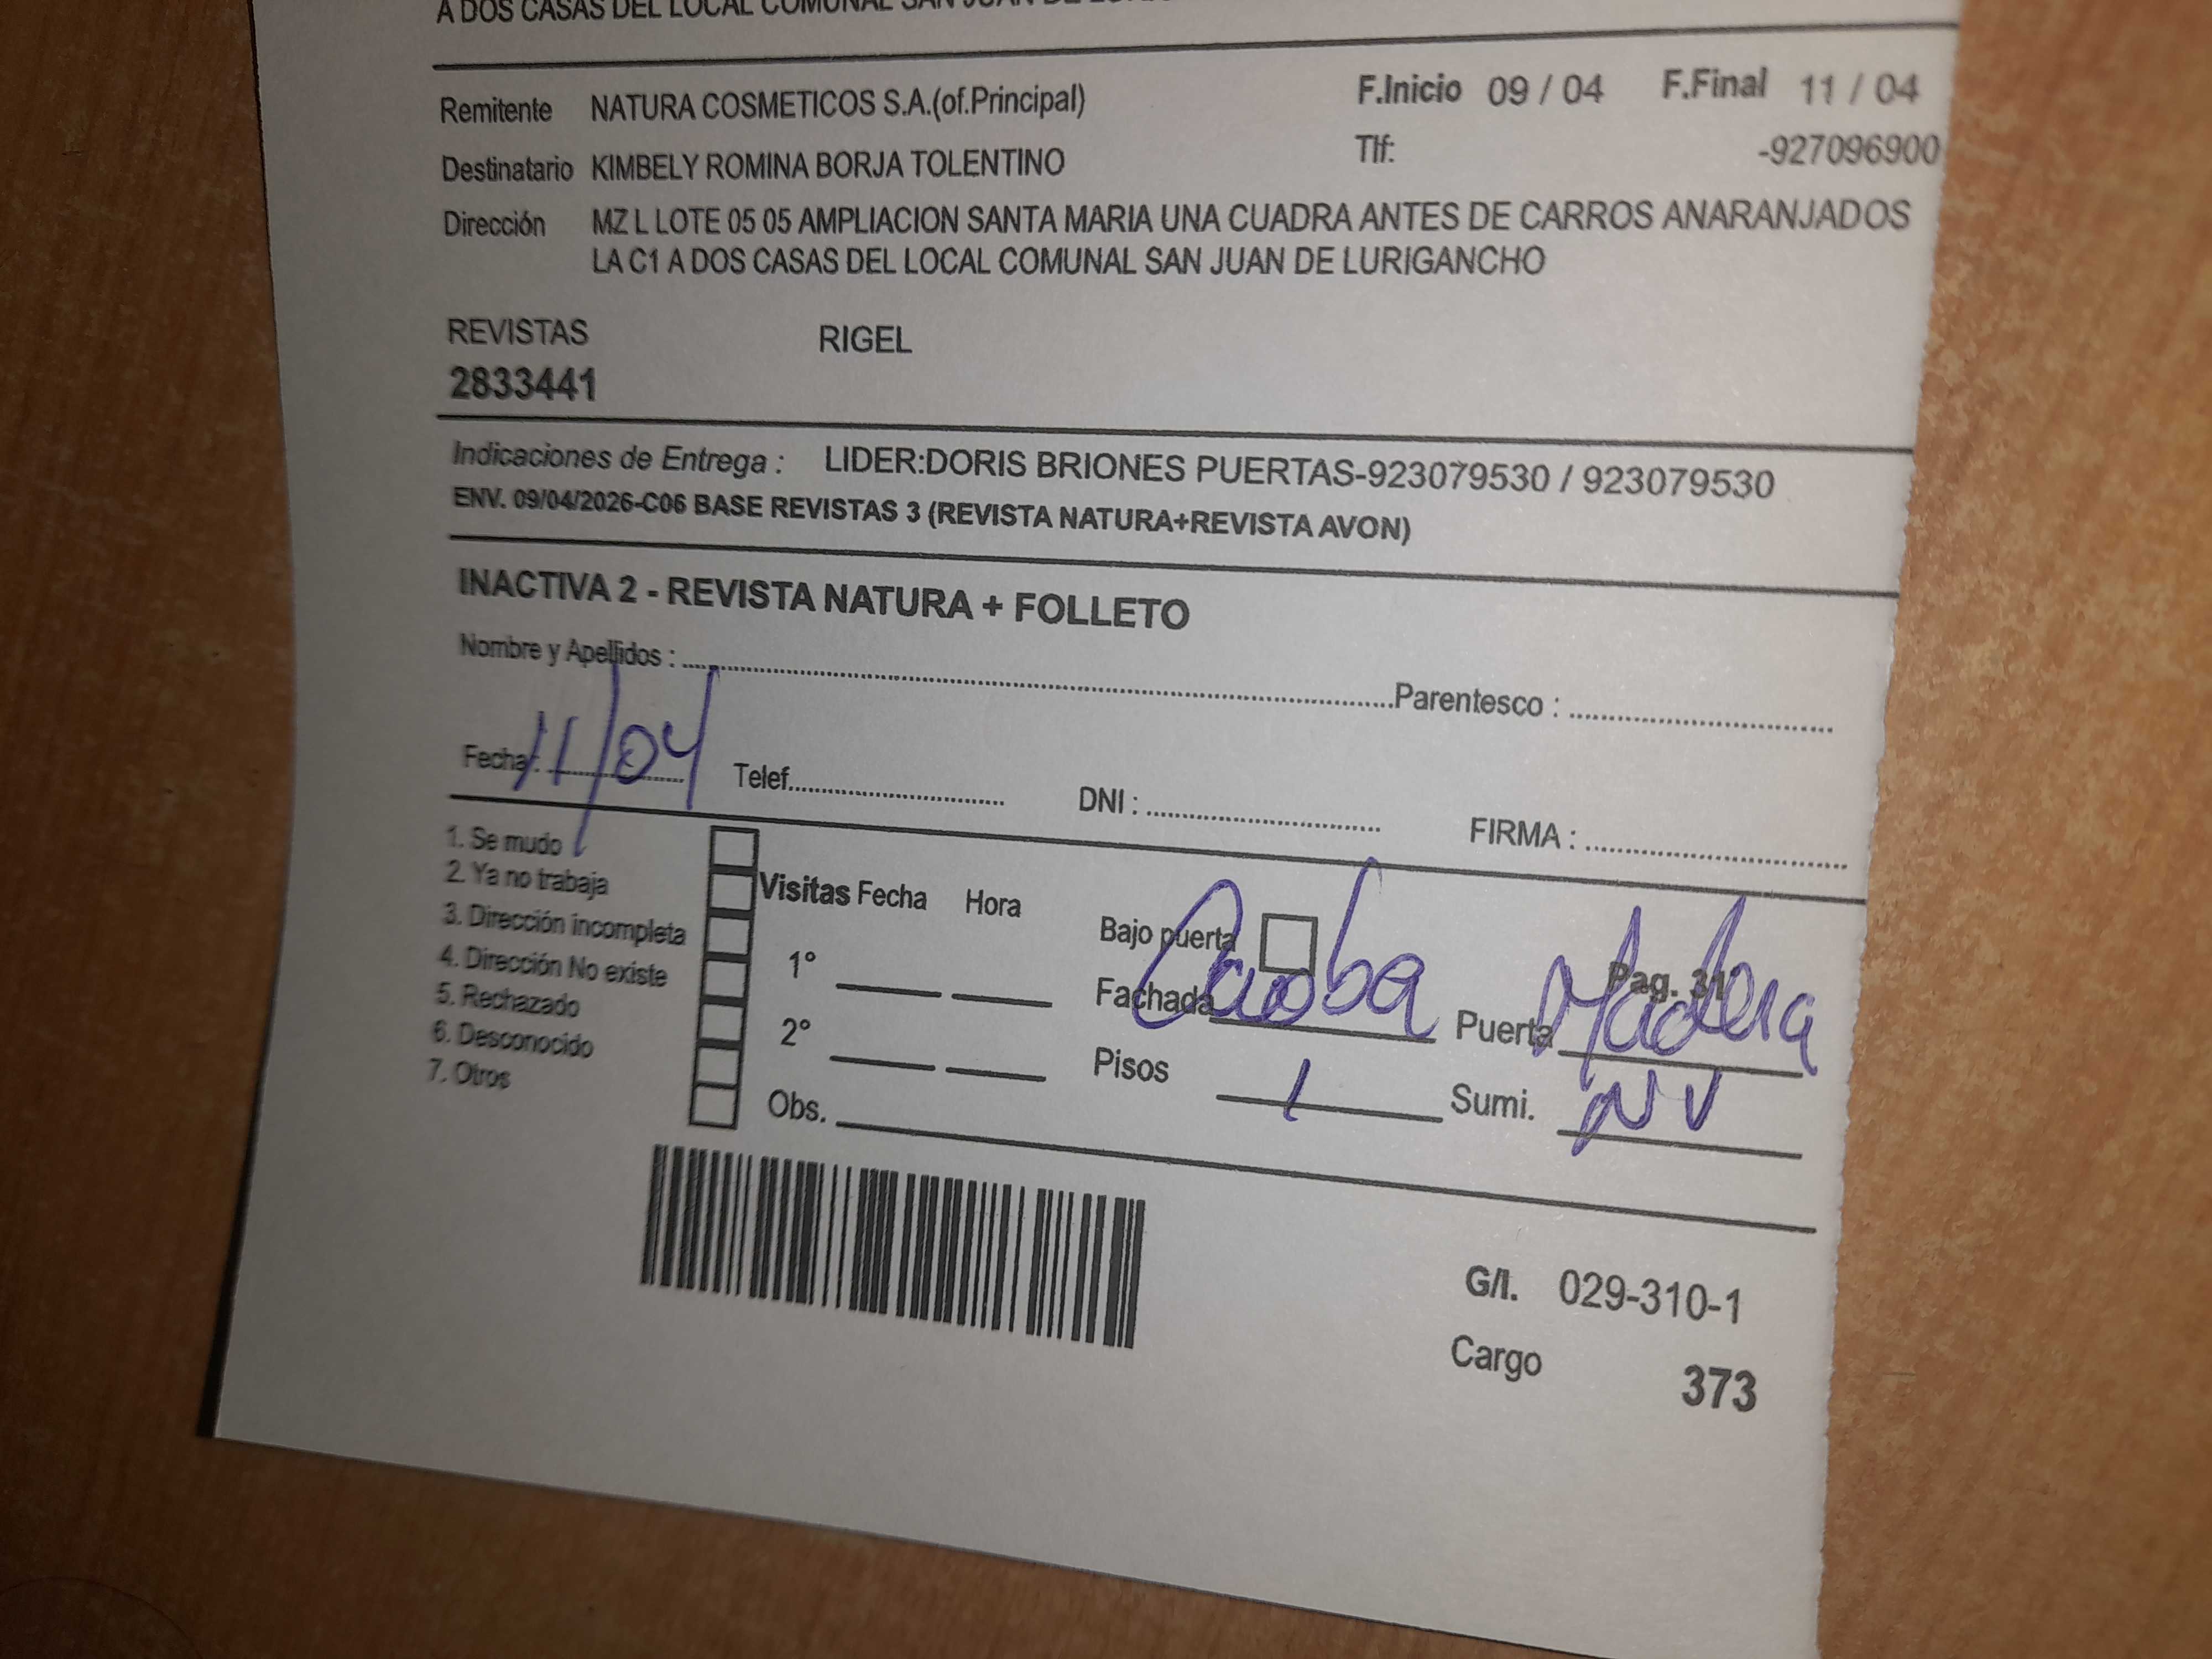 A DOS CASAS DEL LOCAL COMUNAL SAN JUAN DE
Remitente NATURA COSMETICOS S.A.(of.Principal) F.Inicio 09 / 04 F.Final 11 / 04
Destinatario KIMBELY ROMINA BORJA TOLENTINO Tlf: -927096900
Dirección MZ L LOTE 05 05 AMPLIACION SANTA MARIA UNA CUADRA ANTES DE CARROS ANARANJADOS
LA C1 A DOS CASAS DEL LOCAL COMUNAL SAN JUAN DE LURIGANCHO
REVISTAS RIGEL
2833441
Indicaciones de Entrega : LIDER:DORIS BRIONES PUERTAS-923079530 / 923079530
ENV. 09/04/2026-C06 BASE REVISTAS 3 (REVISTA NATURA+REVISTA AVON)
INACTIVA 2 - REVISTA NATURA + FOLLETO
Nombre y Apellidos : Parentesco :
Fecha: 11/04 Telef. DNI : FIRMA :
1. Se mudo
2. Ya no trabaja
3. Dirección incompleta
4. Dirección No existe
5. Rechazado
6. Desconocido
7. Otros
Visitas Fecha Hora
1°
2°
Obs.
Bajo puerta Pag. 31
Fachada Caoba Puerta Madera
Pisos 1 Sumi. NV
G/I. 029-310-1
Cargo 373